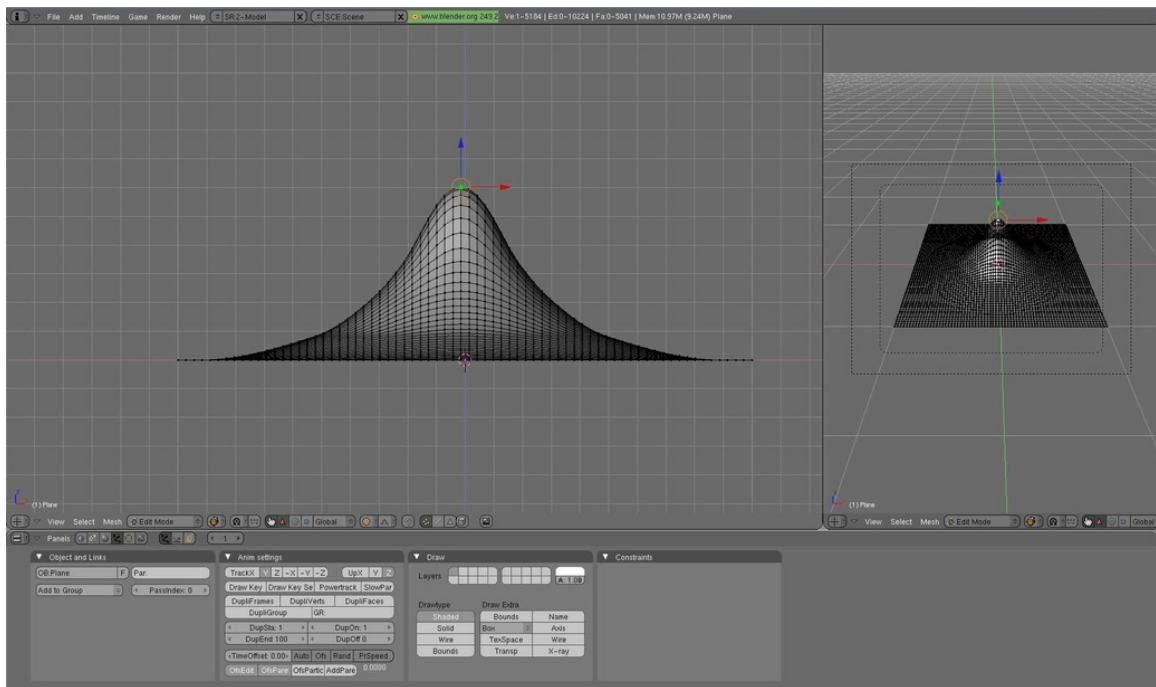 File Add Timeline Game Render Help SR:2-Model X SCE:Scene X www.blender.org 249.2 Ve:1-5184 | Ed:0-10224 | Fa:0-5041 | Mem:10.97M (9.24M) Plane
(1) Plane
(1) Plane
View Select Mesh Edit Mode Global
View Select Mesh Edit Mode Global
Panels 1
Object and Links
OB:Plane F Par:
Add to Group PassIndex: 0
Anim settings
TrackX Y Z -X -Y -Z UpX Y Z
Draw Key Draw Key Se Powertrack SlowPar
DupliFrames DupliVerts DupliFaces
DupliGroup GR:
DupSta: 1 DupOn: 1
DupEnd 100 DupOff 0
TimeOffset: 0.00 Auto Ofs Rand PrSpeed
OfsEdit OfsPare OfsPartic AddPare 0.0000
Draw
Layers A: 1.00
Drawtype Draw Extra
Shaded Bounds Name
Solid Box Axis
Wire TexSpace Wire
Bounds Transp X-ray
Constraints